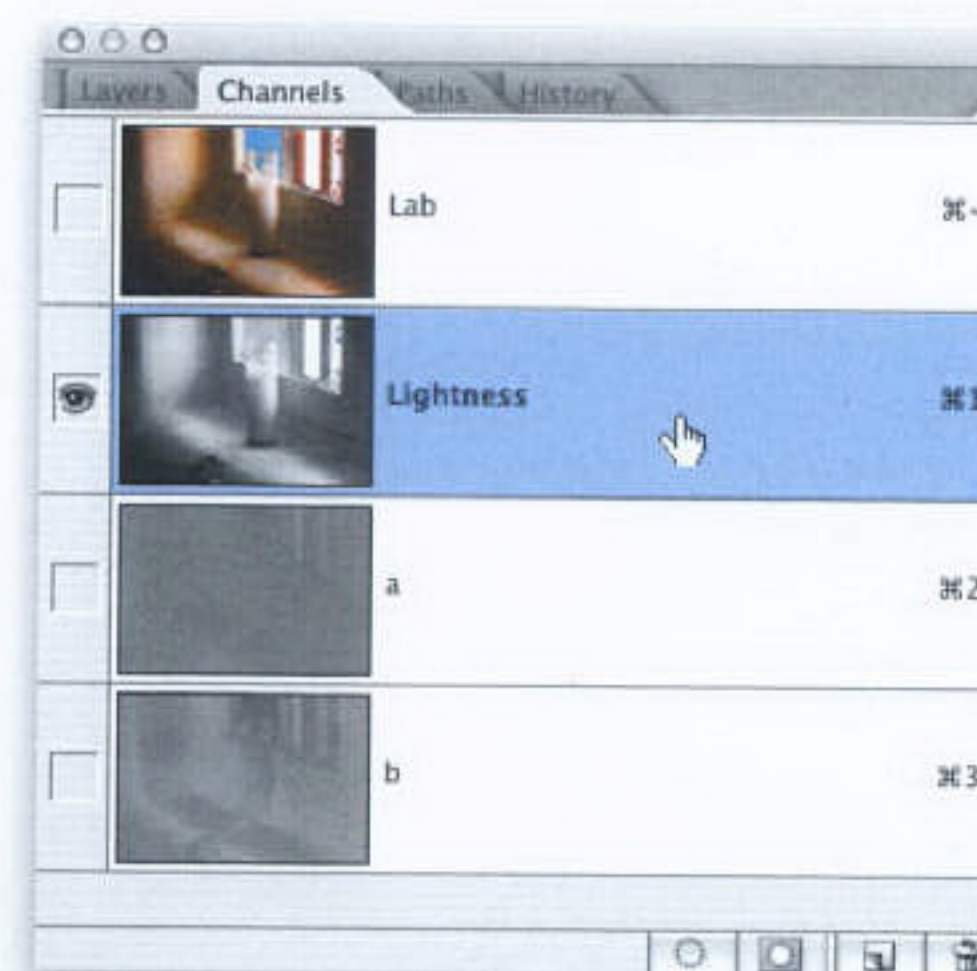 Layers Channels Paths History
Lab ⌘~
Lightness ⌘1
a ⌘2
b ⌘3